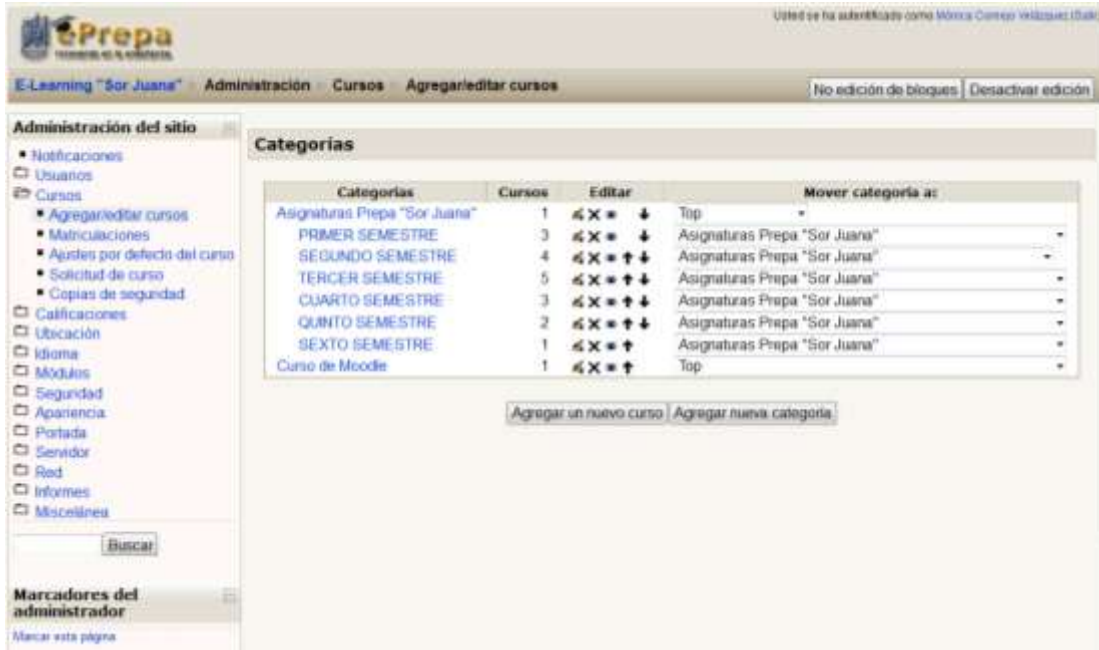 Usted se ha autentificado como Mónica Cornejo Velázquez (Salir
ePrepa
E-Learning "Sor Juana" Administración Cursos Agregar/editar cursos
No edición de bloques Desactivar edición
Administración del sitio
Notificaciones
Usuarios
Cursos
Agregar/editar cursos
Matriculaciones
Ajustes por defecto del curso
Solicitud de curso
Copias de seguridad
Calificaciones
Ubicación
Idioma
Módulos
Seguridad
Apariencia
Portada
Servidor
Red
Informes
Miscelánea
Buscar
Marcadores del
administrador
Marcar esta página
Categorías
Categorías Cursos Editar Mover categoría a:
Asignaturas Prepa "Sor Juana" 1 Top
PRIMER SEMESTRE 3 Asignaturas Prepa "Sor Juana"
SEGUNDO SEMESTRE 4 Asignaturas Prepa "Sor Juana"
TERCER SEMESTRE 5 Asignaturas Prepa "Sor Juana"
CUARTO SEMESTRE 3 Asignaturas Prepa "Sor Juana"
QUINTO SEMESTRE 2 Asignaturas Prepa "Sor Juana"
SEXTO SEMESTRE 1 Asignaturas Prepa "Sor Juana"
Curso de Moodle 1 Top
Agregar un nuevo curso Agregar nueva categoría